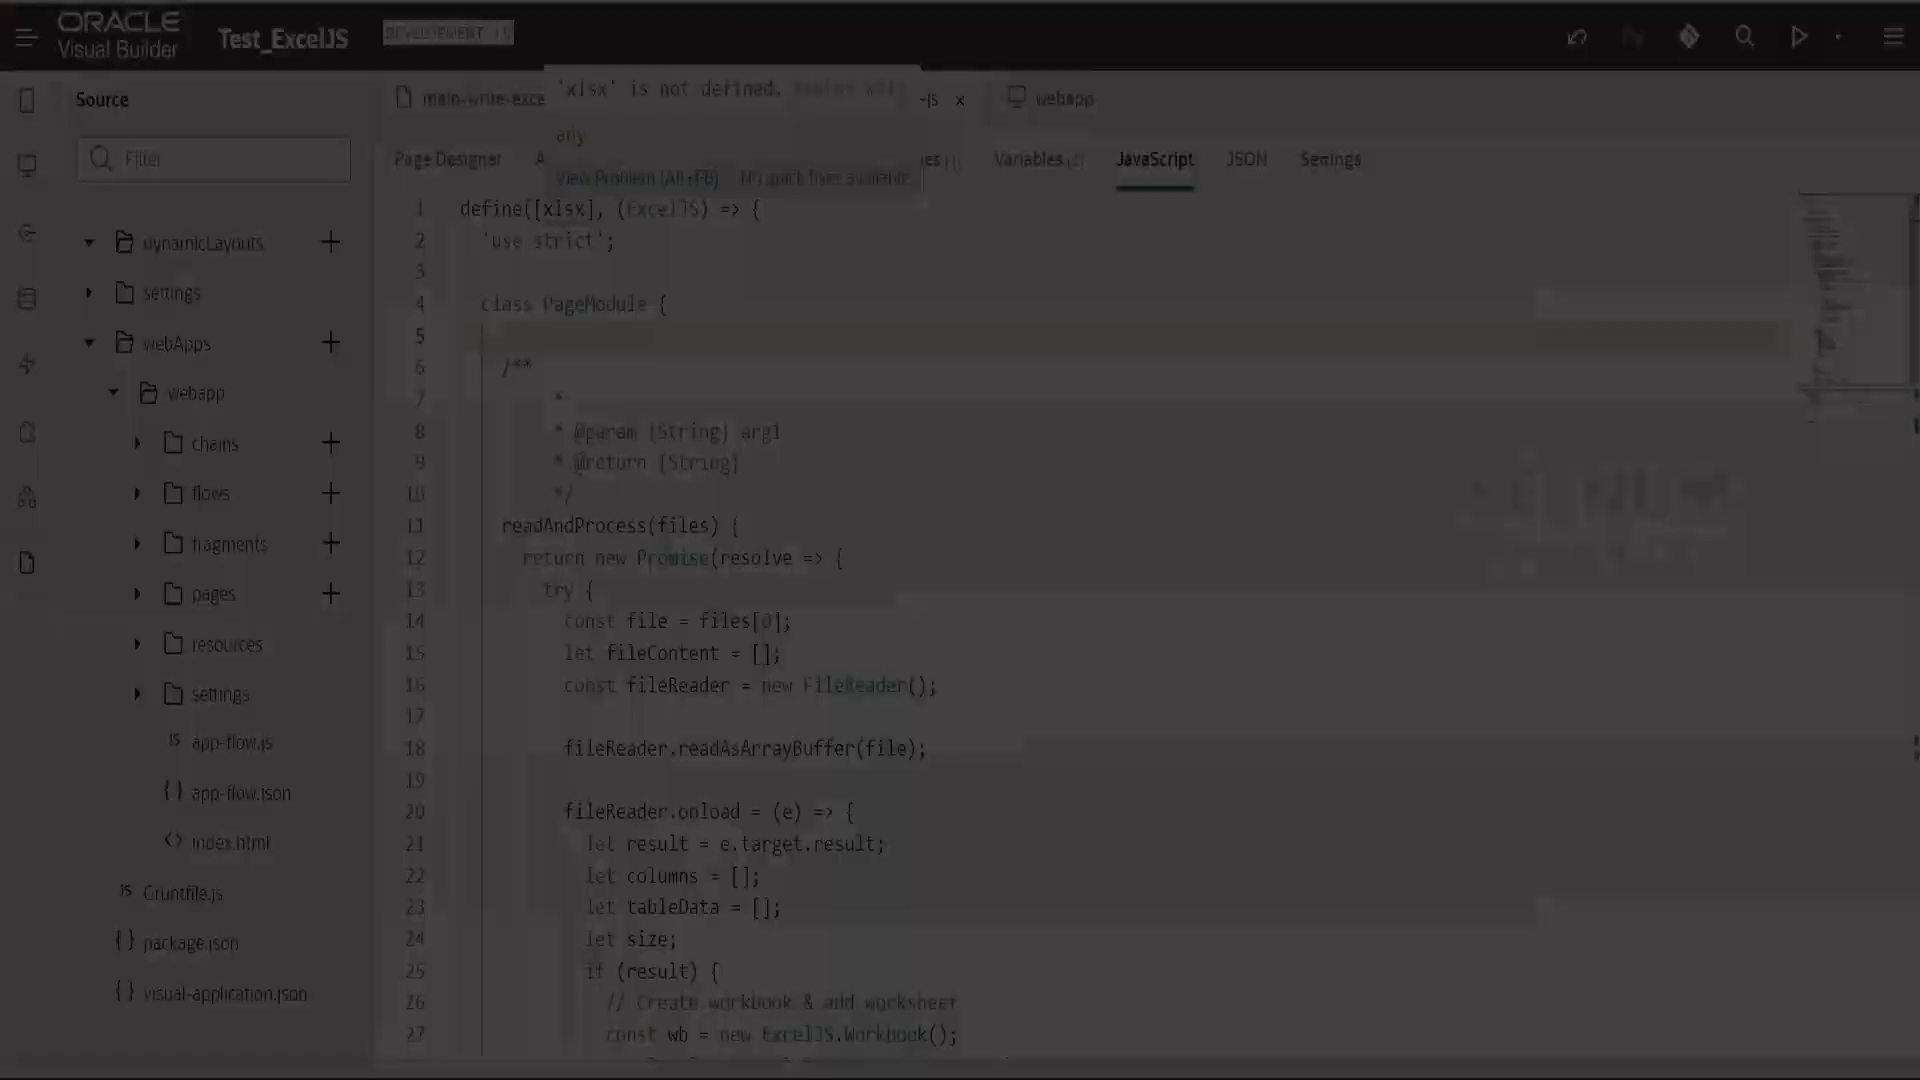 ORACLE
Visual Builder
Test_ExcelJS
DEVELOPMENT
Source
main-write-exce
'xlsx' is not defined.
-js x
webapp
Filter
any
Page Designer
A
Variables (2)
JavaScript
JSON
Settings
View Problem (Alt+F8) No quick fixes available
1 define([xlsx], (ExcelJS) => {
2 'use strict';
3
4 class PageModule {
5
6 /**
7 *
8 * @param {String} arg1
9 * @return {String}
10 */
11 readAndProcess(files) {
12 return new Promise(resolve => {
13 try {
14 const file = files[0];
15 let fileContent = [];
16 const fileReader = new FileReader();
17
18 fileReader.readAsArrayBuffer(file);
19
20 fileReader.onload = (e) => {
21 let result = e.target.result;
22 let columns = [];
23 let tableData = [];
24 let size;
25 if (result) {
26 // Create workbook & add worksheet
27 const wb = new ExcelJS.Workbook();
dynamicLayouts
settings
webApps
webapp
chains
flows
fragments
pages
resources
settings
JS app-flow.js
{ } app-flow.json
<> index.html
JS Gruntfile.js
{ } package.json
{ } visual-application.json